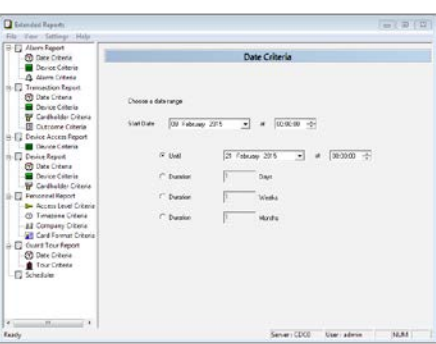 Extended Reports
File View Settings Help
Alarm Report
Date Criteria
Device Criteria
Alarm Criteria
Transaction Report
Date Criteria
Device Criteria
Cardholder Criteria
Outcome Criteria
Device Access Report
Device Criteria
Device Report
Date Criteria
Device Criteria
Cardholder Criteria
Personnel Report
Access Level Criteria
Timezone Criteria
Company Criteria
Card Format Criteria
Guard Tour Report
Date Criteria
Tour Criteria
Scheduler
Date Criteria
Choose a date range
Start Date 09 February 2015 at 00:00:00
Until 21 February 2015 at 00:00:00
Duration 1 Days
Duration 1 Weeks
Duration 1 Months
Ready Server: User: admin NUM